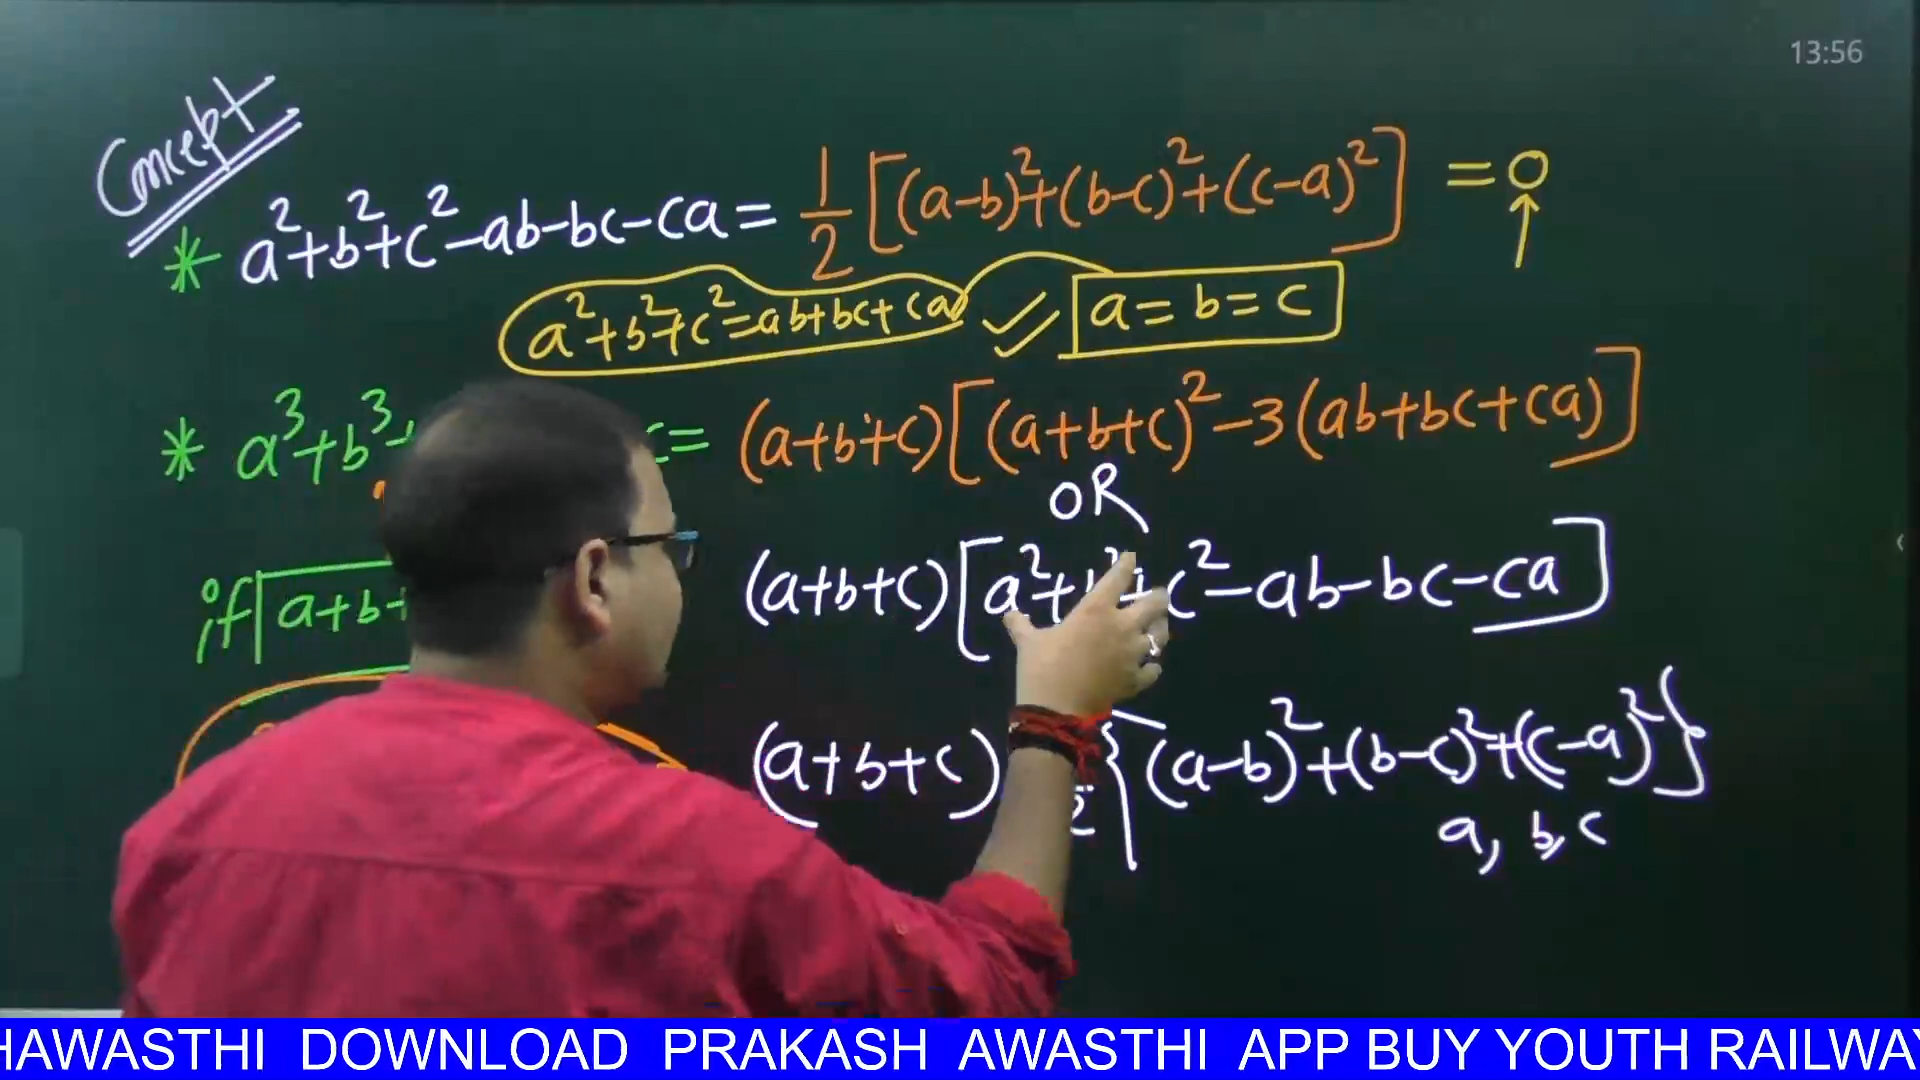 13:56
Concept
* a²+b²+c²-ab-bc-ca = 1/2 [(a-b)²+(b-c)²+(c-a)²] = 0
a²+b²+c²=ab+bc+ca ✓ a=b=c
* a³+b³+ c = (a+b+c)[(a+b+c)²-3(ab+bc+ca)]
OR
(a+b+c)[a²+ +c²-ab-bc-ca]
if a+b+
(a+b+c) 2 {(a-b)²+(b-c)²+(c-a)²}
a, b, c
HAWASTHI DOWNLOAD PRAKASH AWASTHI APP BUY YOUTH RAILWAY